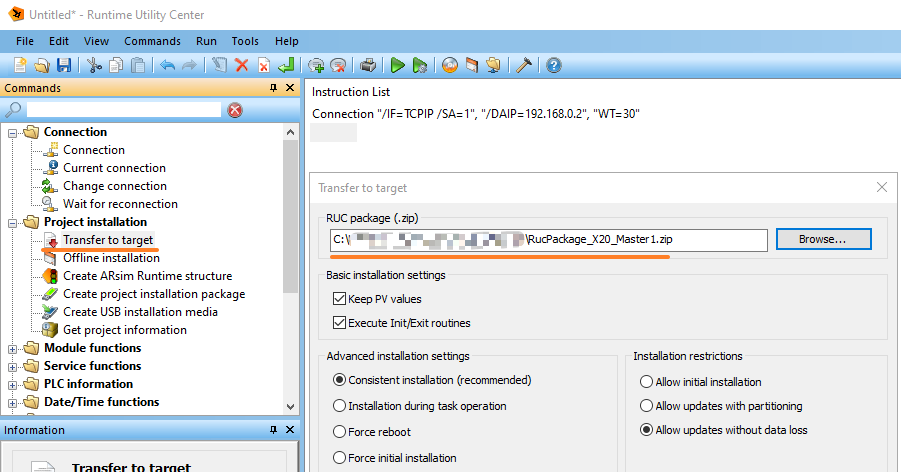 Untitled* - Runtime Utility Center
File Edit View Commands Run Tools Help
Commands
Connection
Connection
Current connection
Change connection
Wait for reconnection
Project installation
Transfer to target
Offline installation
Create ARsim Runtime structure
Create project installation package
Create USB installation media
Get project information
Module functions
Service functions
PLC information
Date/Time functions
Information
Transfer to target
Instruction List
Connection "/IF=TCPIP /SA=1", "/DAIP=192.168.0.2", "WT=30"
Transfer to target
RUC package (.zip)
C:\ \RucPackage_X20_Master1.zip
Browse...
Basic installation settings
Keep PV values
Execute Init/Exit routines
Advanced installation settings
Consistent installation (recommended)
Installation during task operation
Force reboot
Force initial installation
Installation restrictions
Allow initial installation
Allow updates with partitioning
Allow updates without data loss